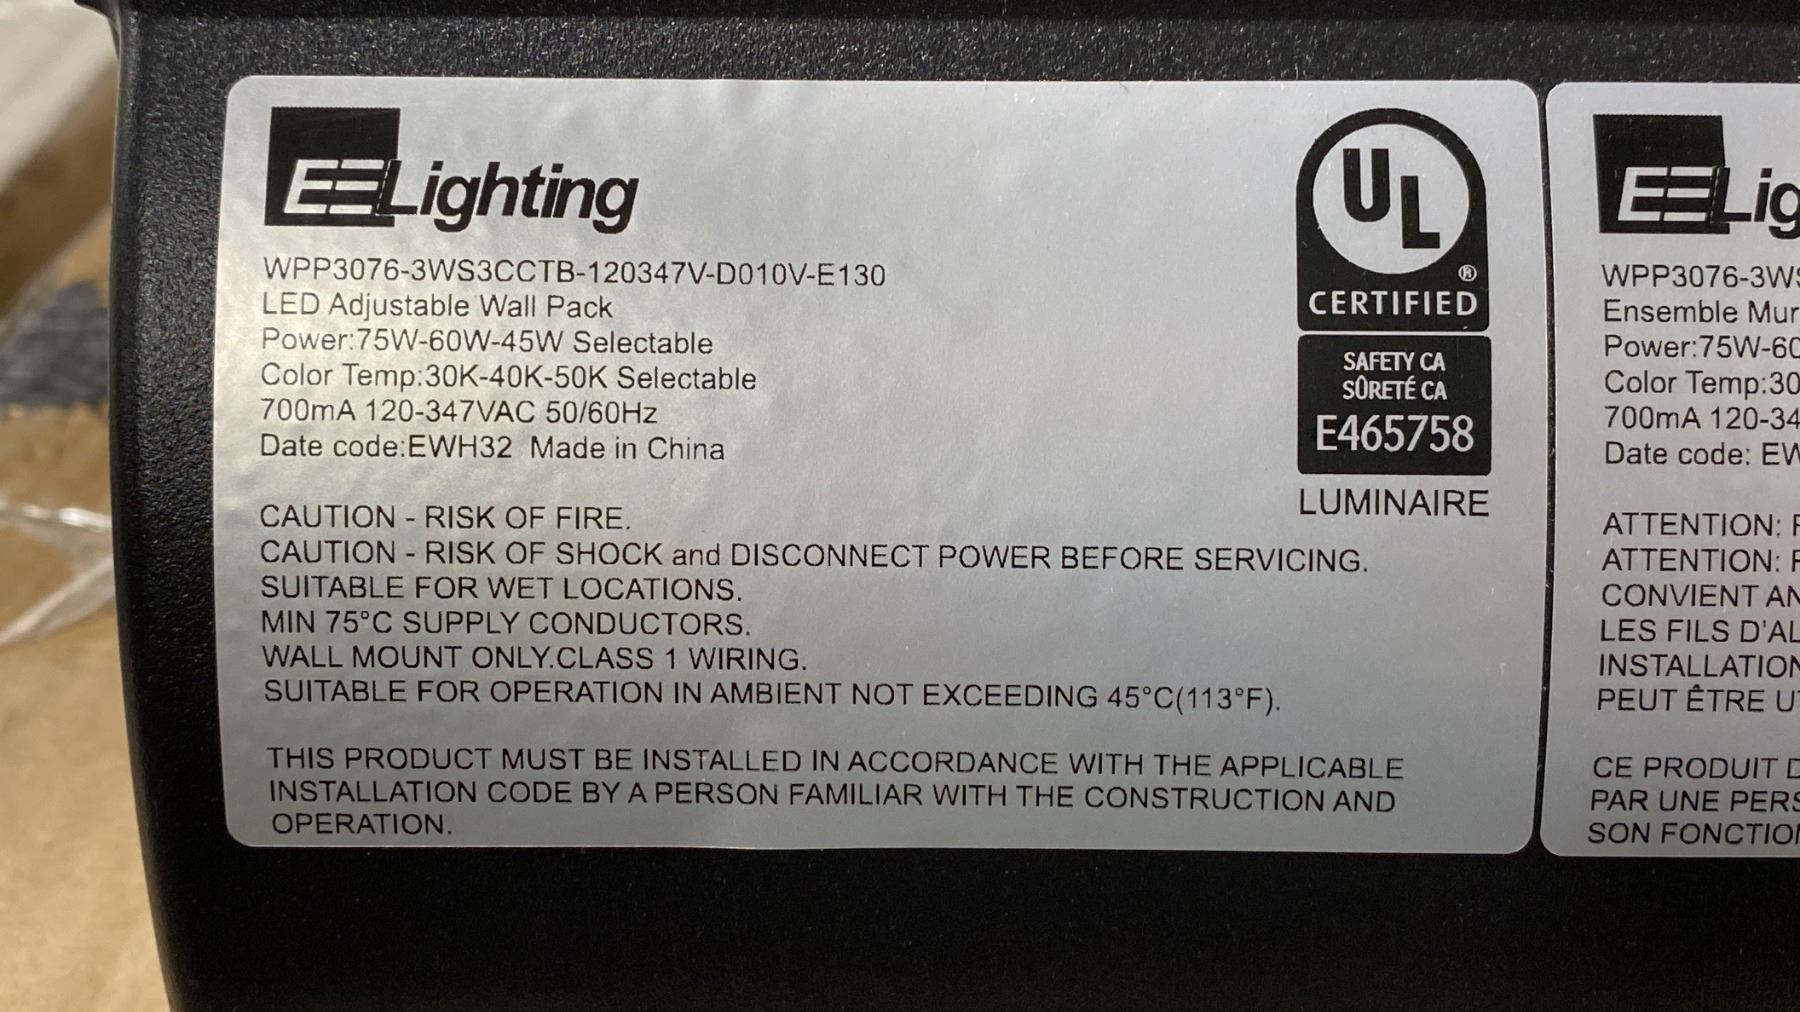 EELighting
WPP3076-3WS3CCTB-120347V-D010V-E130
LED Adjustable Wall Pack
Power:75W-60W-45W Selectable
Color Temp:30K-40K-50K Selectable
700mA 120-347VAC 50/60Hz
Date code:EWH32 Made in China
CAUTION - RISK OF FIRE.
CAUTION - RISK OF SHOCK and DISCONNECT POWER BEFORE SERVICING.
SUITABLE FOR WET LOCATIONS.
MIN 75°C SUPPLY CONDUCTORS.
WALL MOUNT ONLY.CLASS 1 WIRING.
SUITABLE FOR OPERATION IN AMBIENT NOT EXCEEDING 45°C(113°F).
THIS PRODUCT MUST BE INSTALLED IN ACCORDANCE WITH THE APPLICABLE
INSTALLATION CODE BY A PERSON FAMILIAR WITH THE CONSTRUCTION AND
OPERATION.
UL
®
CERTIFIED
SAFETY CA
SÛRETÉ CA
E465758
LUMINAIRE
EELig
WPP3076-3WS
Ensemble Mur
Power:75W-60
Color Temp:30
700mA 120-34
Date code: EW
ATTENTION:
ATTENTION:
CONVIENT AN
LES FILS D'AL
INSTALLATION
PEUT ÊTRE UT
CE PRODUIT D
PAR UNE PERS
SON FONCTION